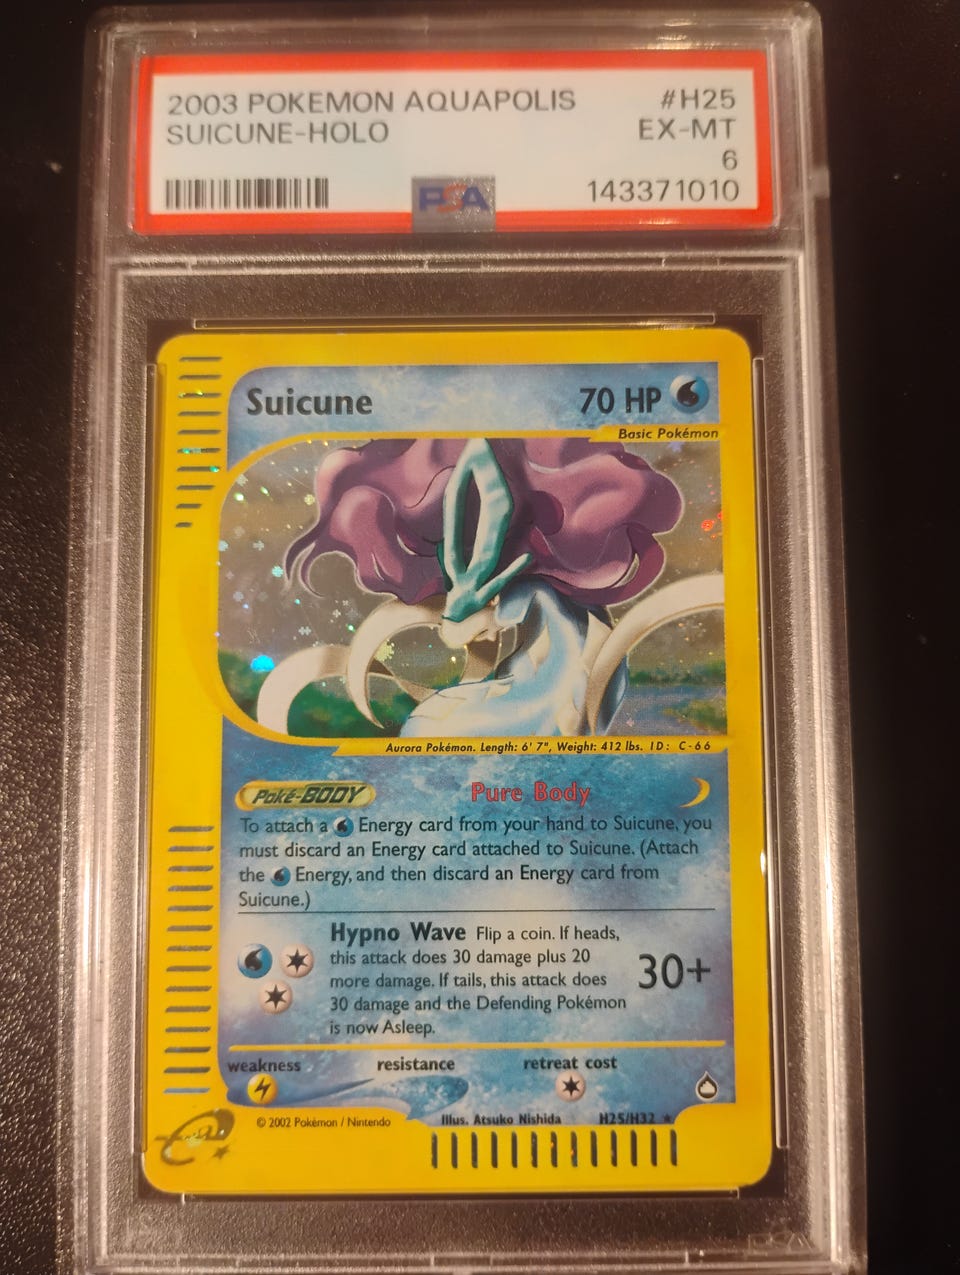 2003 POKEMON AQUAPOLIS #H25
SUICUNE-HOLO EX-MT
6
PSA 143371010
Suicune 70 HP
Basic Pokémon
Aurora Pokémon. Length: 6' 7", Weight: 412 lbs. ID: C-66
Poké-BODY Pure Body
To attach a Energy card from your hand to Suicune, you
must discard an Energy card attached to Suicune. (Attach
the Energy, and then discard an Energy card from
Suicune.)
Hypno Wave Flip a coin. If heads,
this attack does 30 damage plus 20
more damage. If tails, this attack does
30 damage and the Defending Pokémon
is now Asleep.
30+
weakness resistance retreat cost
© 2002 Pokémon / Nintendo Illus. Atsuko Nishida H25/H32 ★
e
PSA